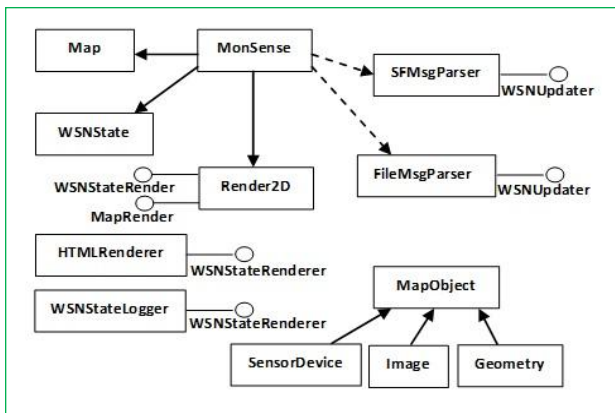 Map
MonSense
SFMsgParser
WSNUpdater
WSNState
WSNStateRender
MapRender
Render2D
FileMsgParser
WSNUpdater
HTMLRenderer
WSNStateRenderer
MapObject
WSNStateLogger
WSNStateRenderer
SensorDevice
Image
Geometry